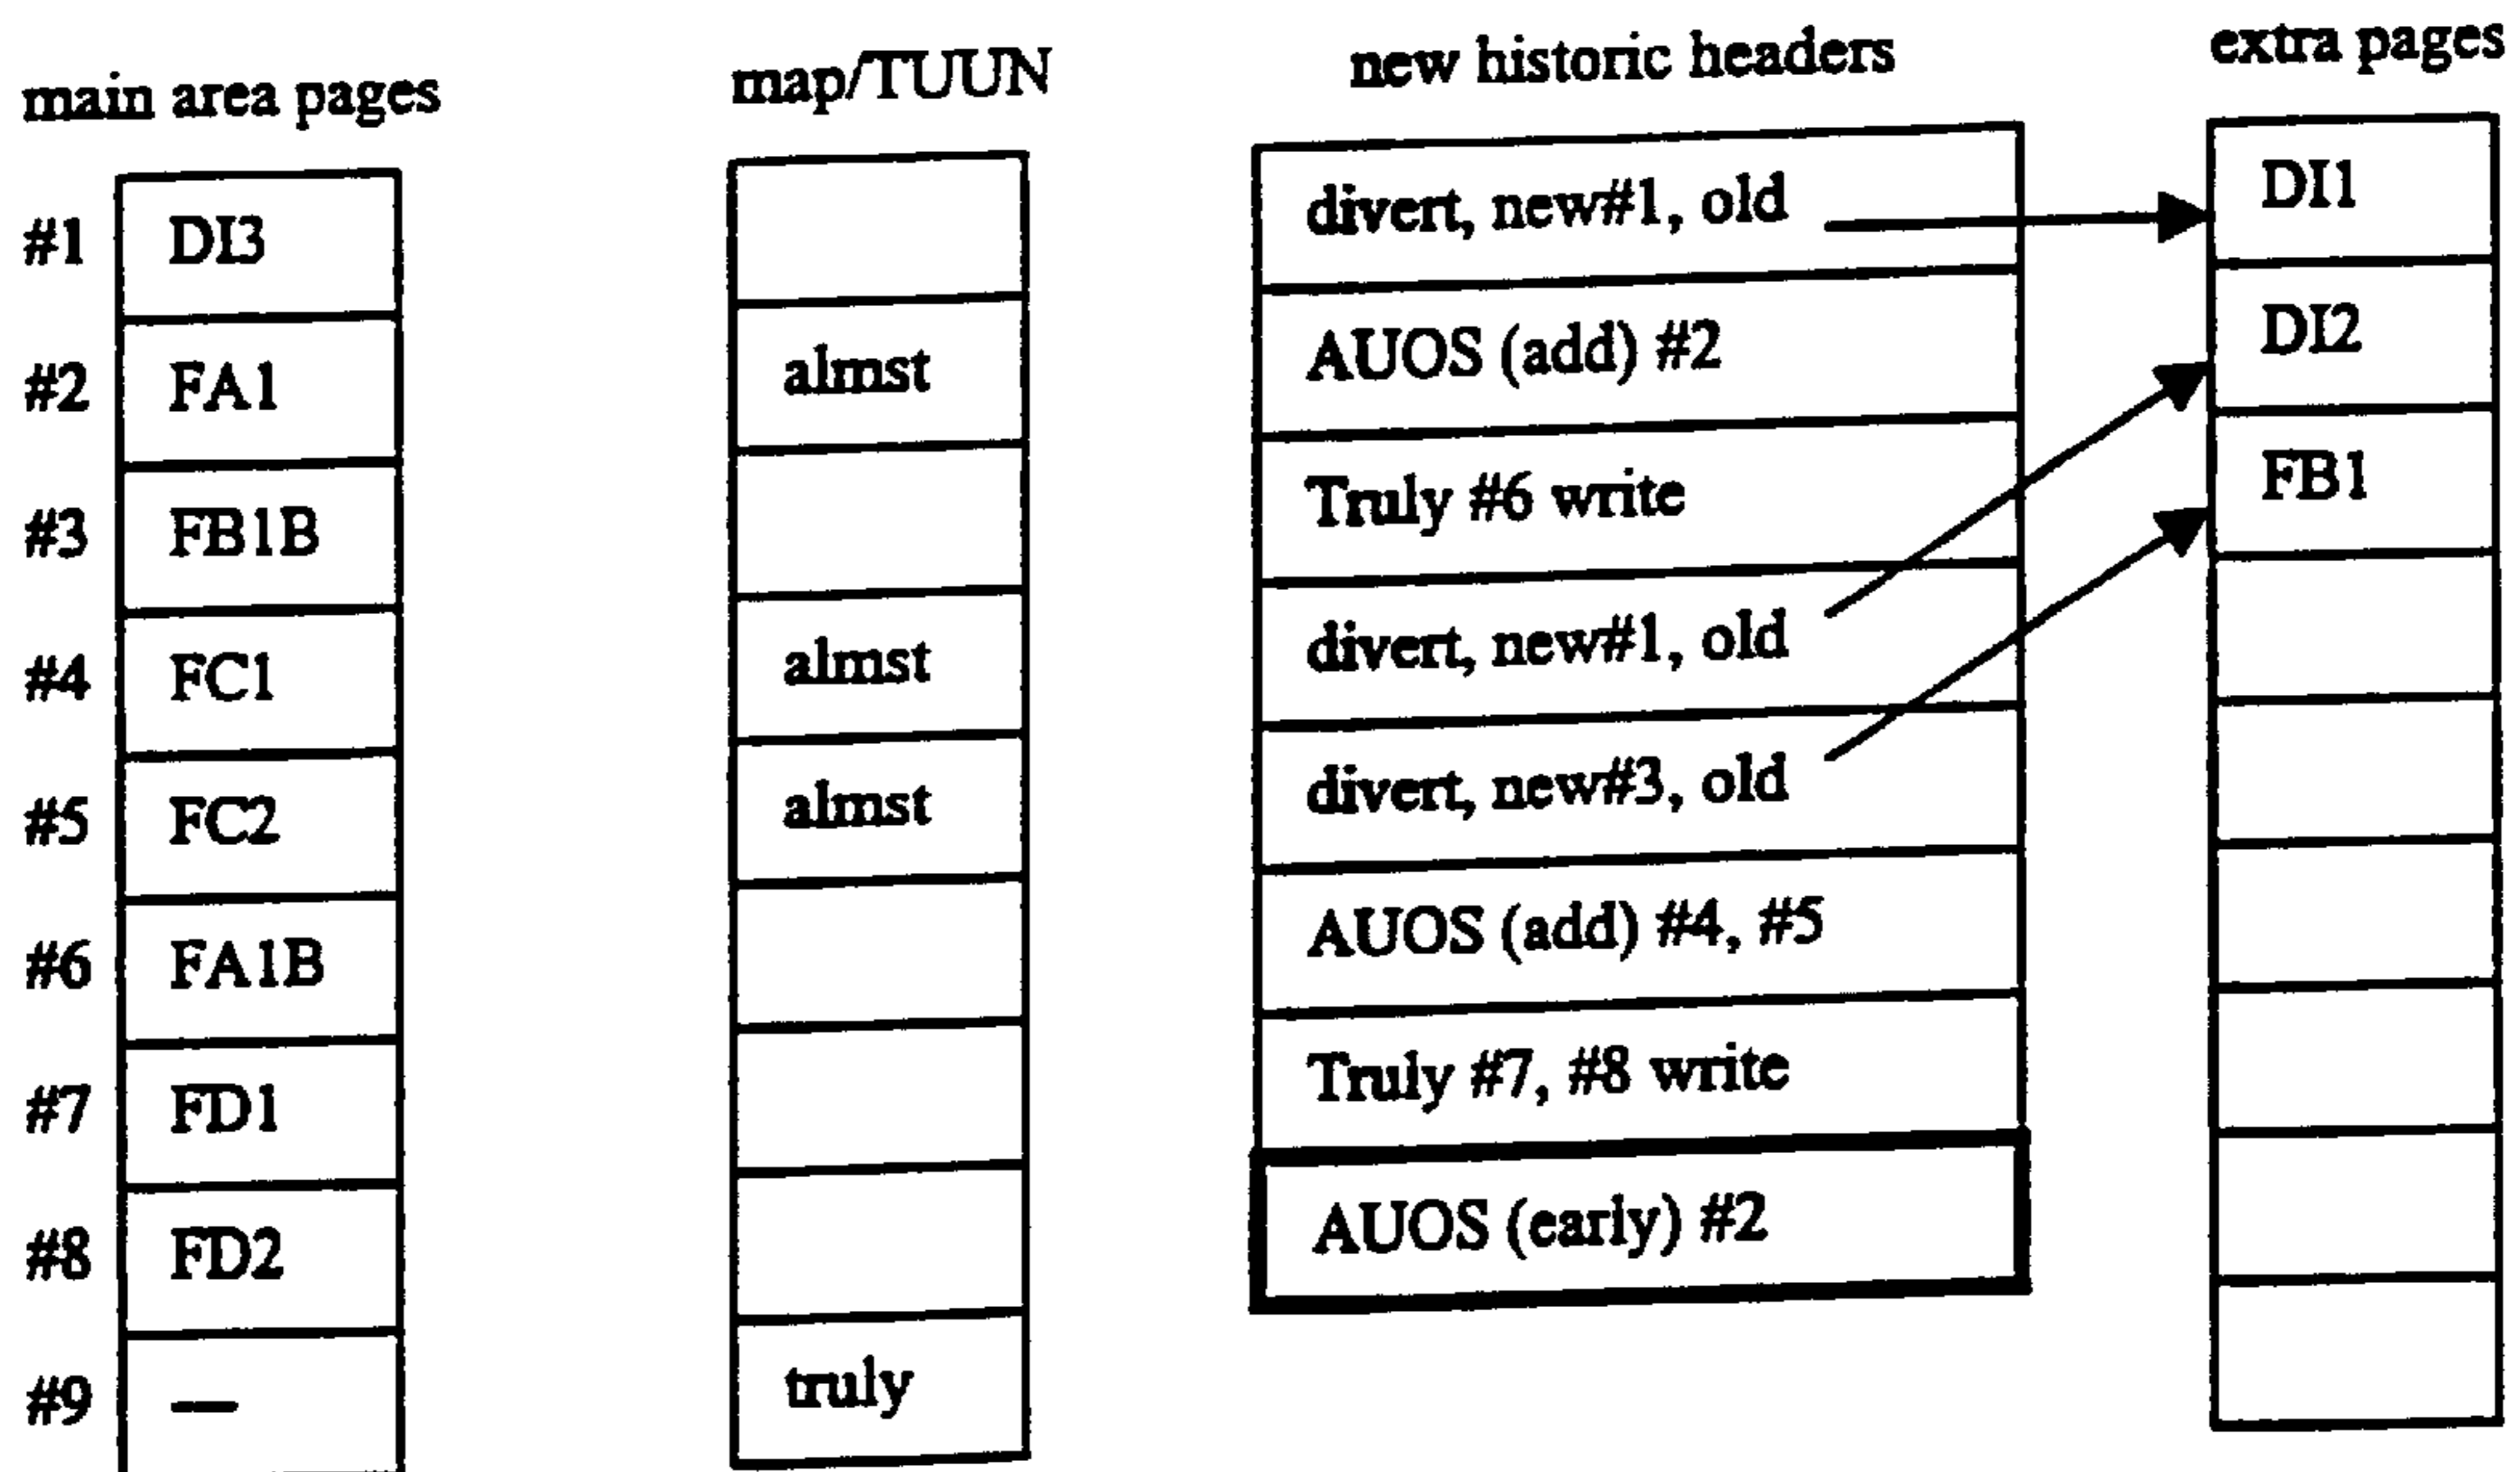 main area pages
#1 DI3
#2 FA1
#3 FB1B
#4 FC1
#5 FC2
#6 FA1B
#7 FD1
#8 FD2
#9 —
map/TUUN
almst
almst
almst
truly
new historic headers
divert, new#1, old
AUOS (add) #2
Truly #6 write
divert, new#1, old
divert, new#3, old
AUOS (add) #4, #5
Truly #7, #8 write
AUOS (early) #2
extra pages
DI1
DI2
FB1